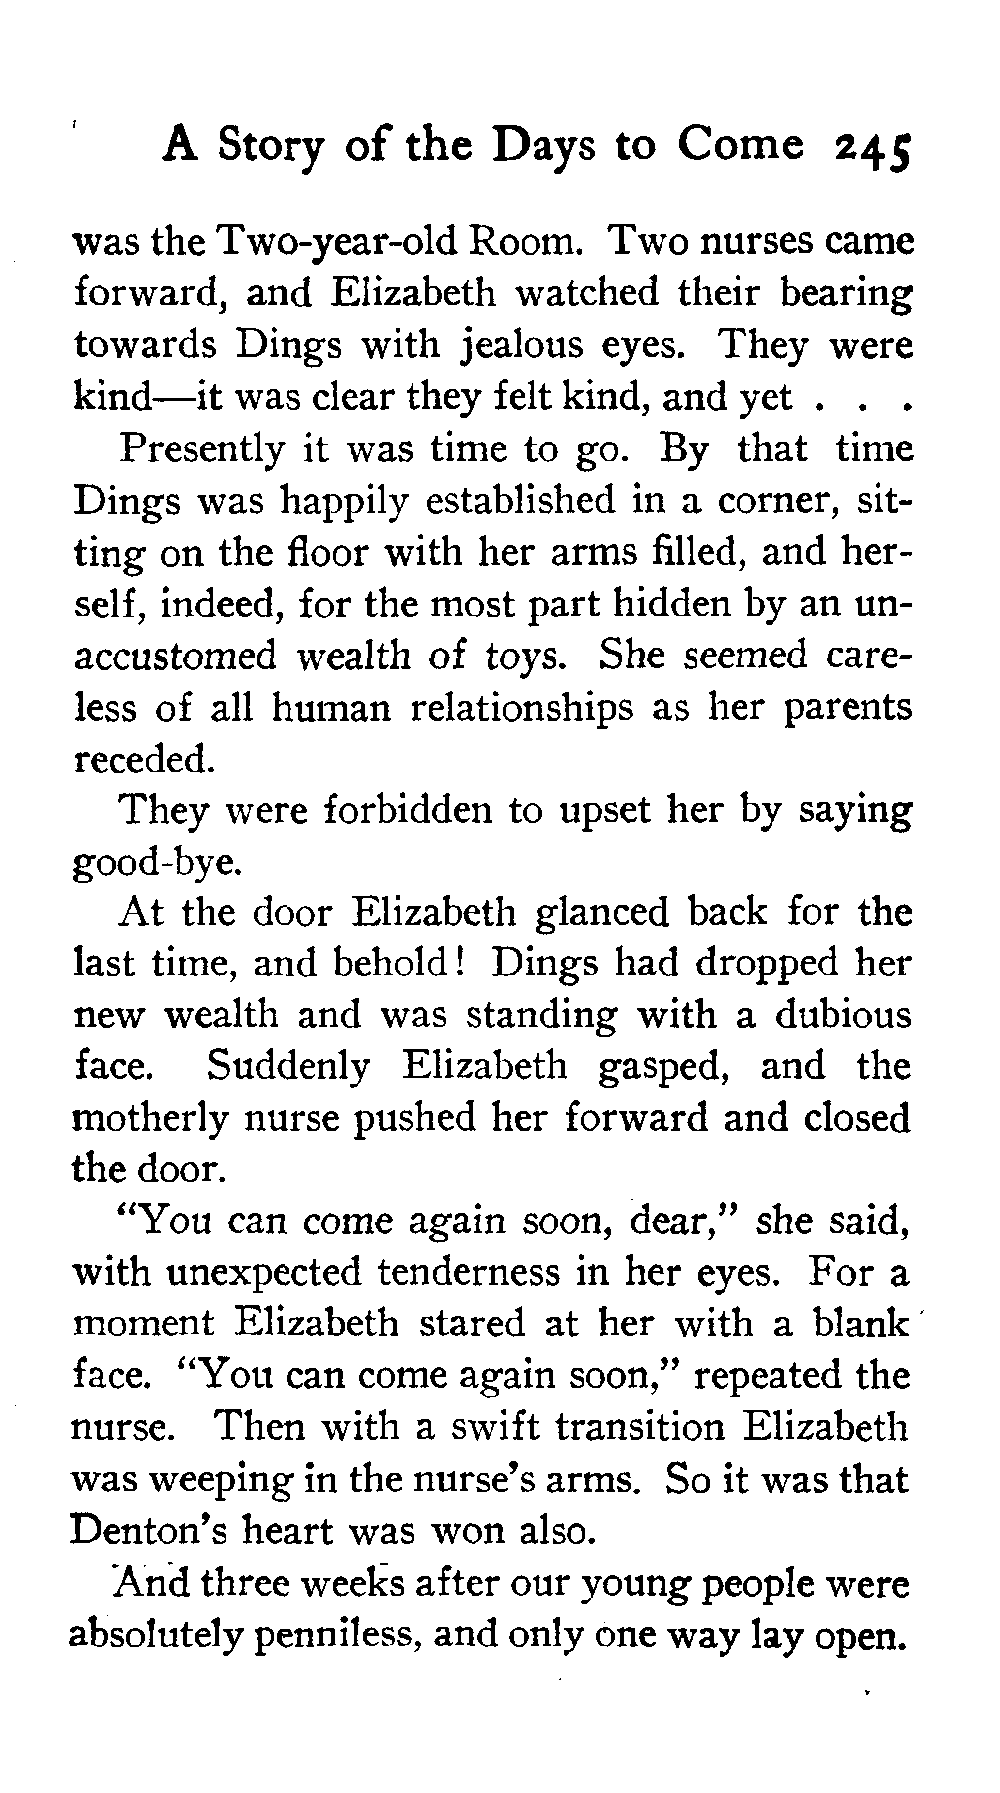 A Story of the Days to Come 245
was the Two-year-old Room. Two nurses came
forward, and Elizabeth watched their bearing
towards Dings with jealous eyes. They were
kind—it was clear they felt kind, and yet . . .
Presently it was time to go. By that time
Dings was happily established in a corner, sit-
ting on the floor with her arms filled, and her-
self, indeed, for the most part hidden by an un-
accustomed wealth of toys. She seemed care-
less of all human relationships as her parents
receded.
They were forbidden to upset her by saying
good-bye.
At the door Elizabeth glanced back for the
last time, and behold! Dings had dropped her
new wealth and was standing with a dubious
face. Suddenly Elizabeth gasped, and the
motherly nurse pushed her forward and closed
the door.
“You can come again soon, dear,” she said,
with unexpected tenderness in her eyes. For a
moment Elizabeth stared at her with a blank
face. “You can come again soon,” repeated the
nurse. Then with a swift transition Elizabeth
was weeping in the nurse’s arms. So it was that
Denton’s heart was won also.
And three weeks after our young people were
absolutely penniless, and only one way lay open.